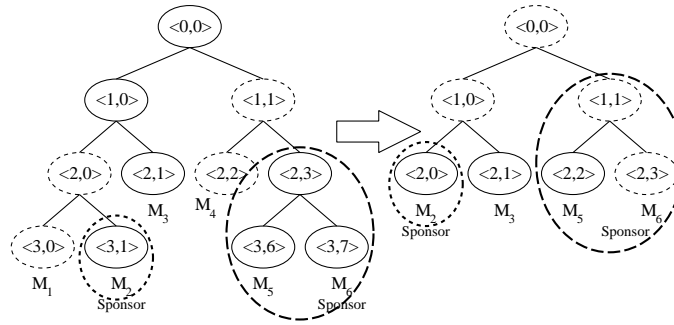 <0,0> <0,0>
<1,0> <1,1> <1,0> <1,1>
<2,0> <2,1> <2,2> <2,3> <2,0> <2,1> <2,2> <2,3>
M3 M4 M2 M3 M5 M6
Sponsor Sponsor
<3,0> <3,1> <3,6> <3,7>
M1 M2 M5 M6
Sponsor Sponsor